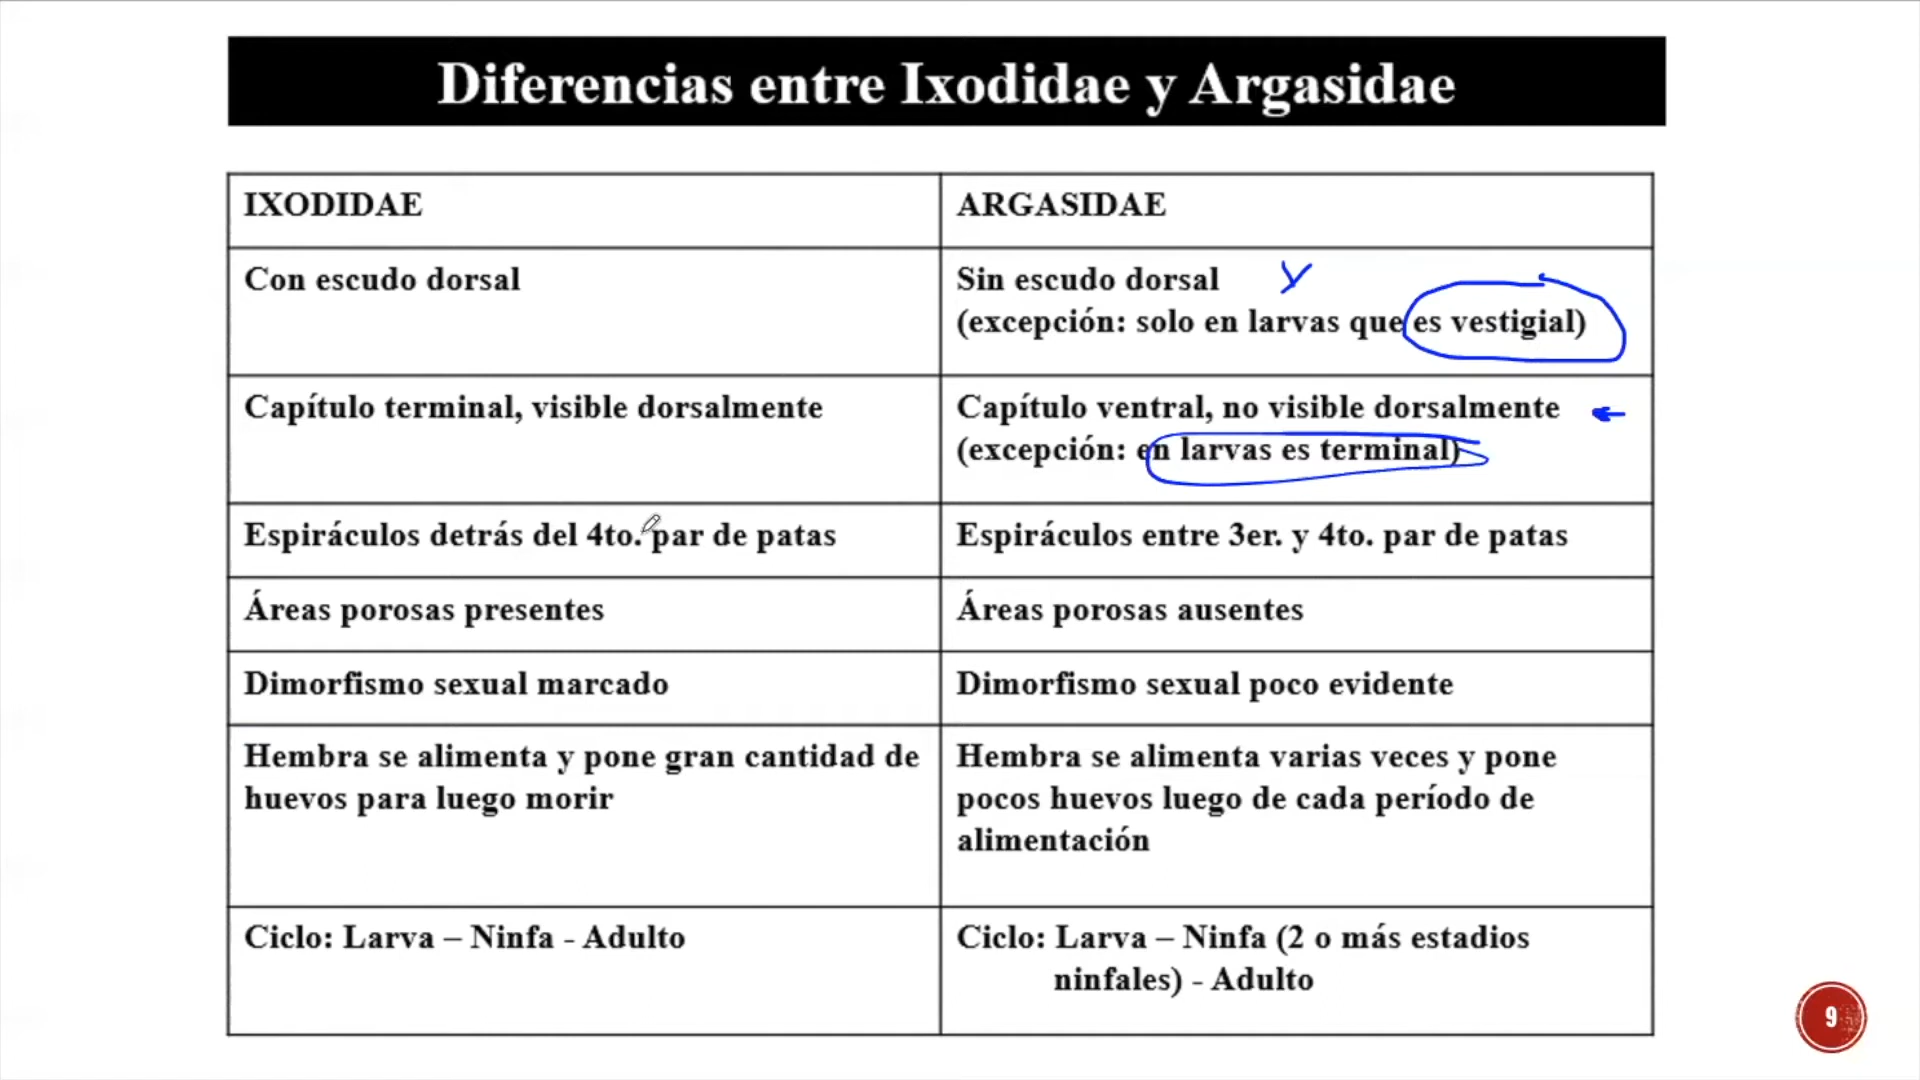 Diferencias entre Ixodidae y Argasidae
IXODIDAE
ARGASIDAE
Con escudo dorsal
Sin escudo dorsal
(excepción: solo en larvas que es vestigial)
Capítulo terminal, visible dorsalmente
Capítulo ventral, no visible dorsalmente
(excepción: en larvas es terminal)
Espiráculos detrás del 4to. par de patas
Espiráculos entre 3er. y 4to. par de patas
Áreas porosas presentes
Áreas porosas ausentes
Dimorfismo sexual marcado
Dimorfismo sexual poco evidente
Hembra se alimenta y pone gran cantidad de
huevos para luego morir
Hembra se alimenta varias veces y pone
pocos huevos luego de cada período de
alimentación
Ciclo: Larva – Ninfa - Adulto
Ciclo: Larva – Ninfa (2 o más estadios
ninfales) - Adulto
9